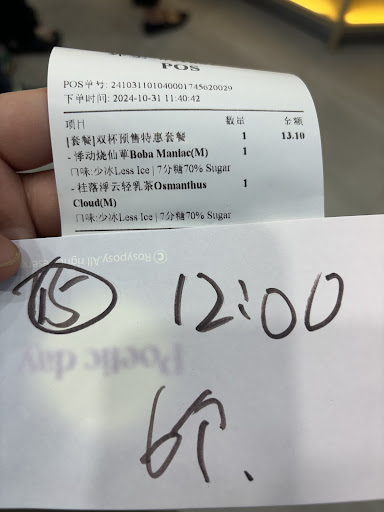 POS
POS单号: 241031101040001745620029
下单时间: 2024-10-31 11:40:42
项目 数量 金额
[套餐]双杯预售特惠套餐 1 13.10
- 悸动烧仙草Boba Maniac(M) 1
口味:少冰Less Ice | 7分糖70% Sugar
- 桂落浮云轻乳茶Osmanthus 1
Cloud(M)
口味:少冰Less Ice | 7分糖70% Sugar
© Rosyposy.All rights
Poetic day
15 12:00
6个.